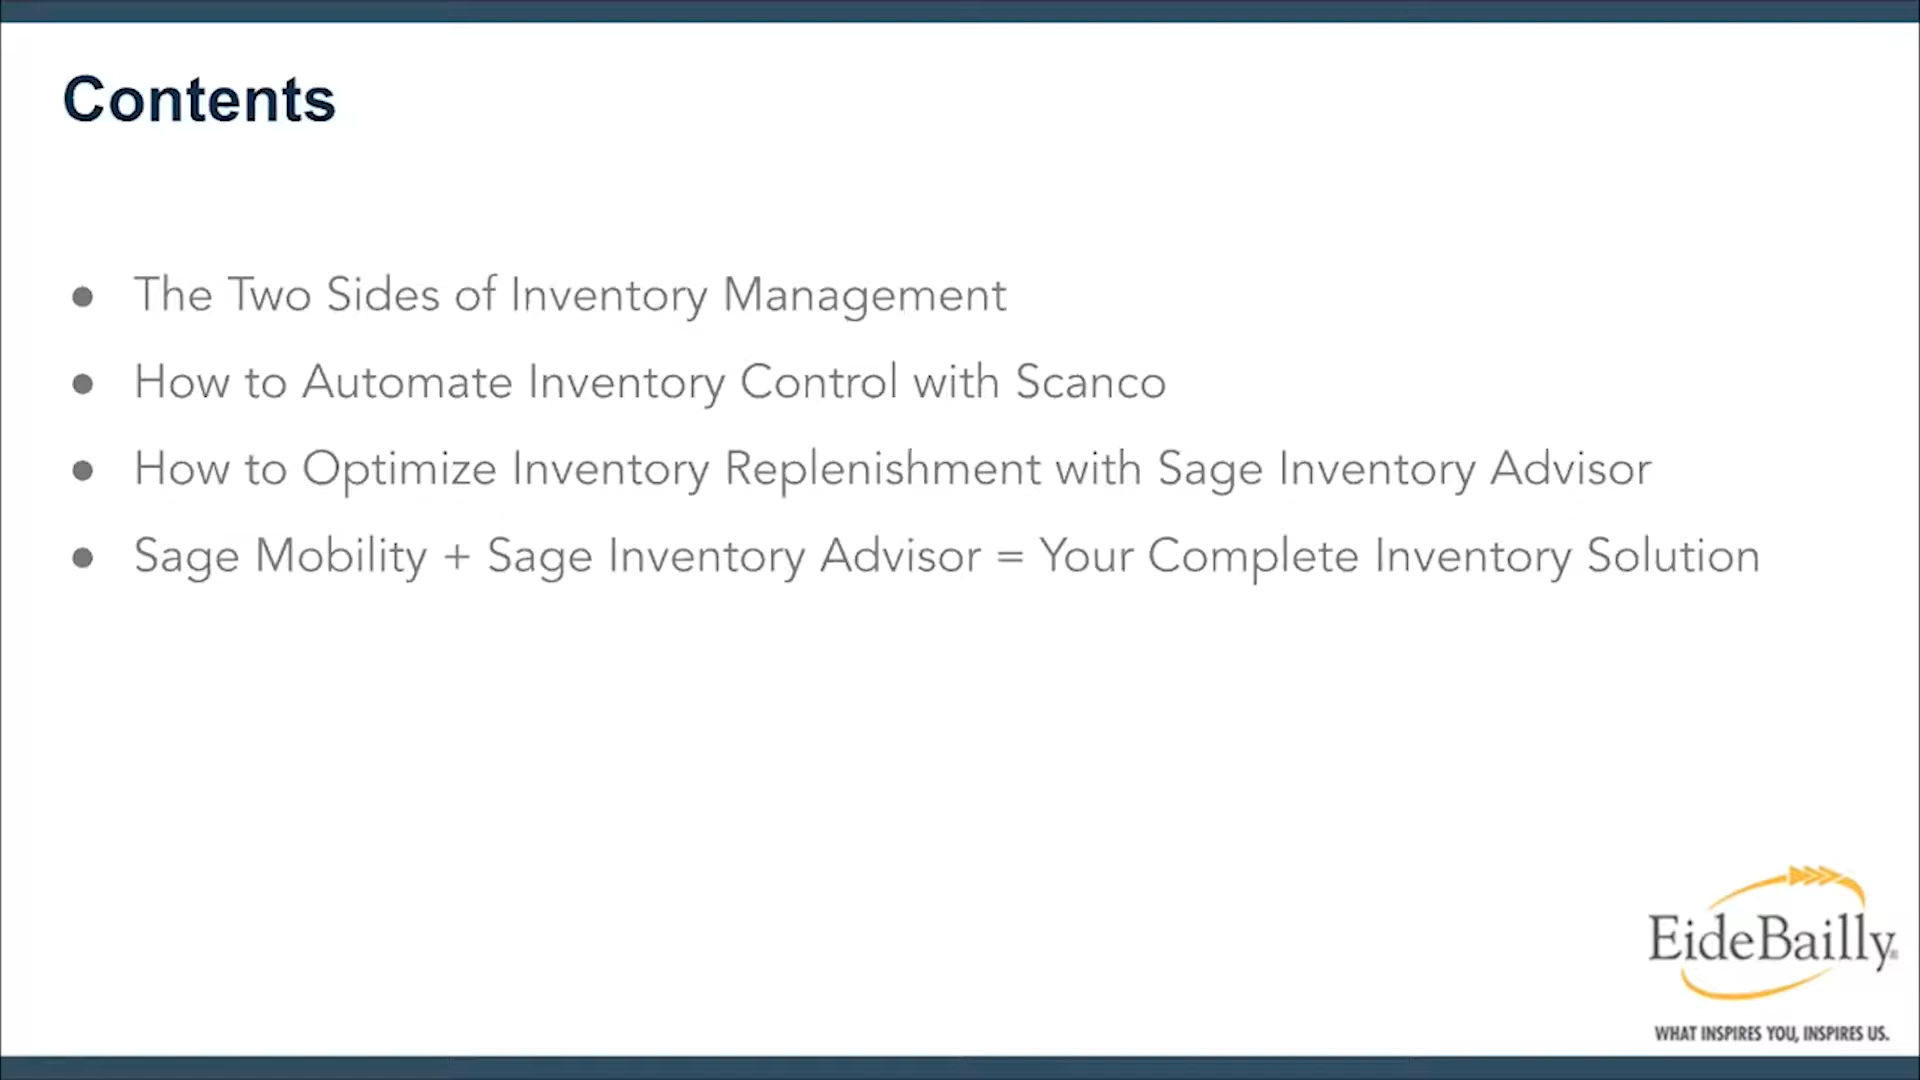 Contents
● The Two Sides of Inventory Management
● How to Automate Inventory Control with Scanco
● How to Optimize Inventory Replenishment with Sage Inventory Advisor
● Sage Mobility + Sage Inventory Advisor = Your Complete Inventory Solution
EideBailly®
WHAT INSPIRES YOU, INSPIRES US.